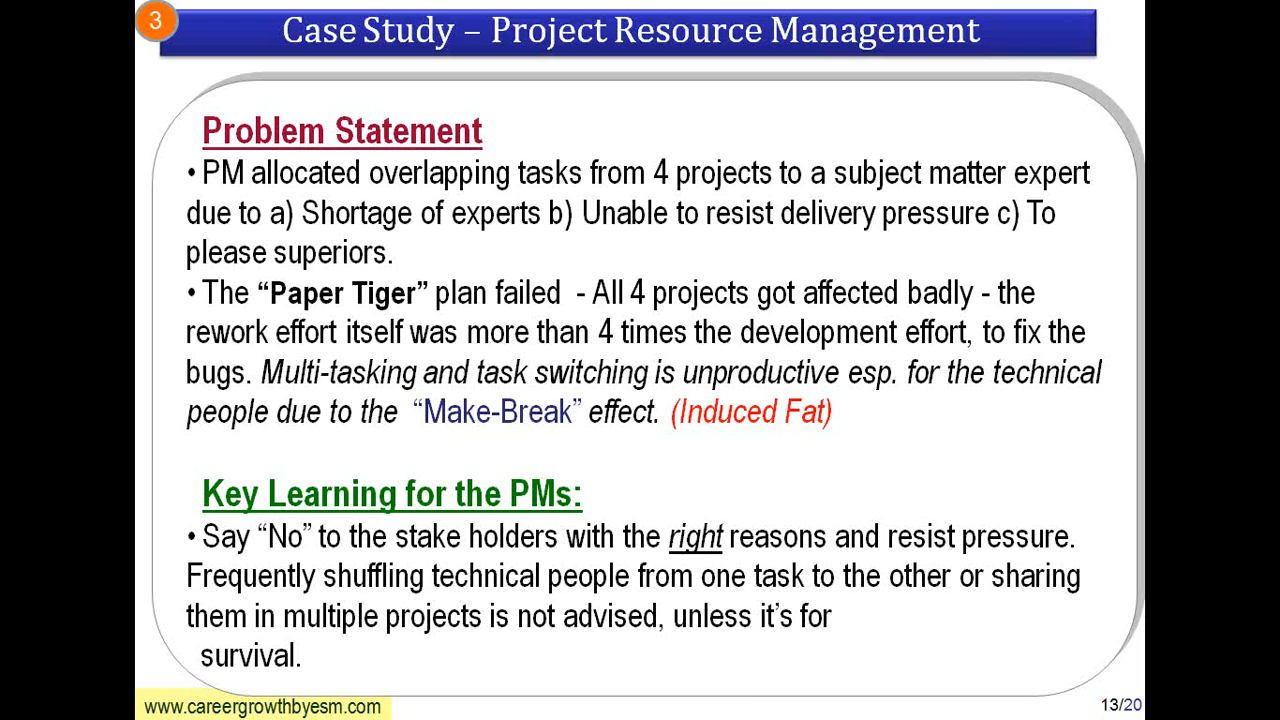 3
Case Study – Project Resource Management
Problem Statement
• PM allocated overlapping tasks from 4 projects to a subject matter expert
due to a) Shortage of experts b) Unable to resist delivery pressure c) To
please superiors.
• The “Paper Tiger” plan failed - All 4 projects got affected badly - the
rework effort itself was more than 4 times the development effort, to fix the
bugs. Multi-tasking and task switching is unproductive esp. for the technical
people due to the “Make-Break” effect. (Induced Fat)
Key Learning for the PMs:
• Say “No” to the stake holders with the right reasons and resist pressure.
Frequently shuffling technical people from one task to the other or sharing
them in multiple projects is not advised, unless it’s for
survival.
www.careergrowthbyesm.com
13/20